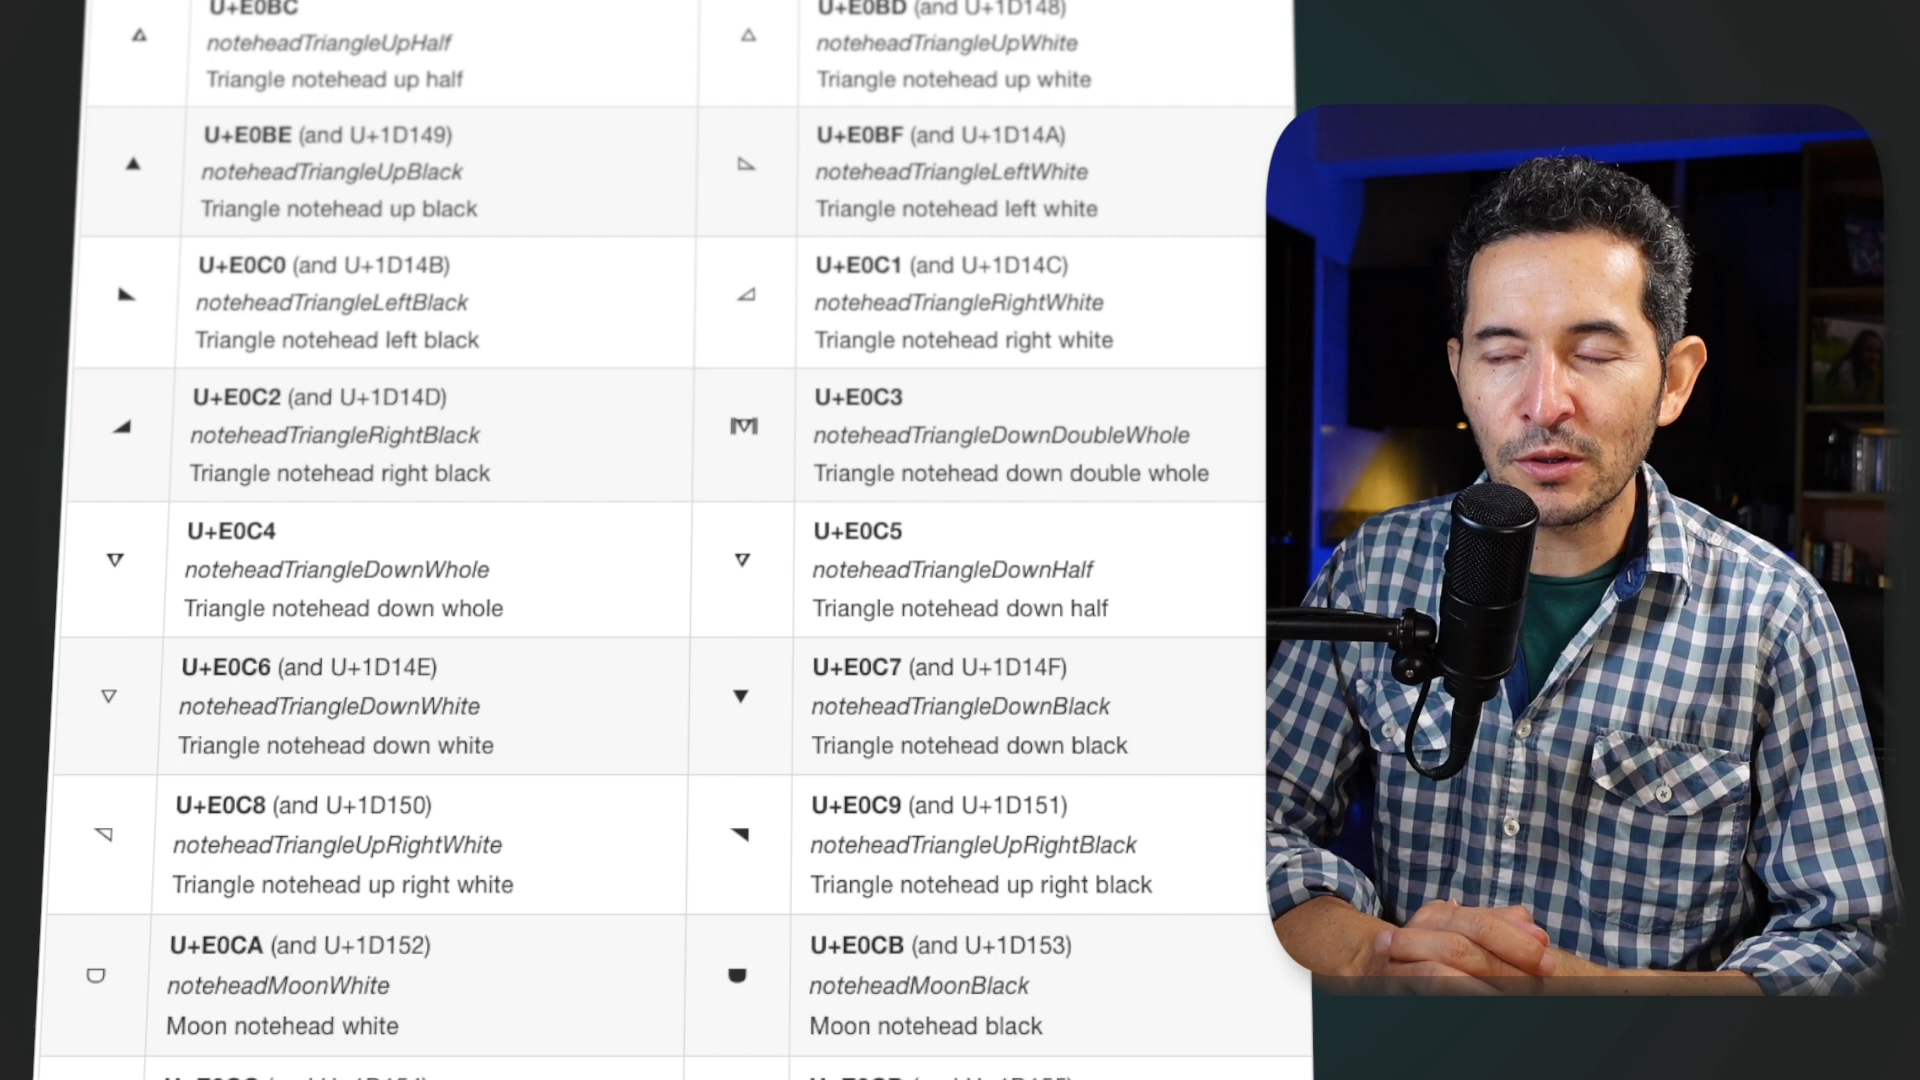 U+E0BC
noteheadTriangleUpHalf
Triangle notehead up half
U+E0BD (and U+1D148)
noteheadTriangleUpWhite
Triangle notehead up white
U+E0BE (and U+1D149)
noteheadTriangleUpBlack
Triangle notehead up black
U+E0BF (and U+1D14A)
noteheadTriangleLeftWhite
Triangle notehead left white
U+E0C0 (and U+1D14B)
noteheadTriangleLeftBlack
Triangle notehead left black
U+E0C1 (and U+1D14C)
noteheadTriangleRightWhite
Triangle notehead right white
U+E0C2 (and U+1D14D)
noteheadTriangleRightBlack
Triangle notehead right black
U+E0C3
noteheadTriangleDownDoubleWhole
Triangle notehead down double whole
U+E0C4
noteheadTriangleDownWhole
Triangle notehead down whole
U+E0C5
noteheadTriangleDownHalf
Triangle notehead down half
U+E0C6 (and U+1D14E)
noteheadTriangleDownWhite
Triangle notehead down white
U+E0C7 (and U+1D14F)
noteheadTriangleDownBlack
Triangle notehead down black
U+E0C8 (and U+1D150)
noteheadTriangleUpRightWhite
Triangle notehead up right white
U+E0C9 (and U+1D151)
noteheadTriangleUpRightBlack
Triangle notehead up right black
U+E0CA (and U+1D152)
noteheadMoonWhite
Moon notehead white
U+E0CB (and U+1D153)
noteheadMoonBlack
Moon notehead black